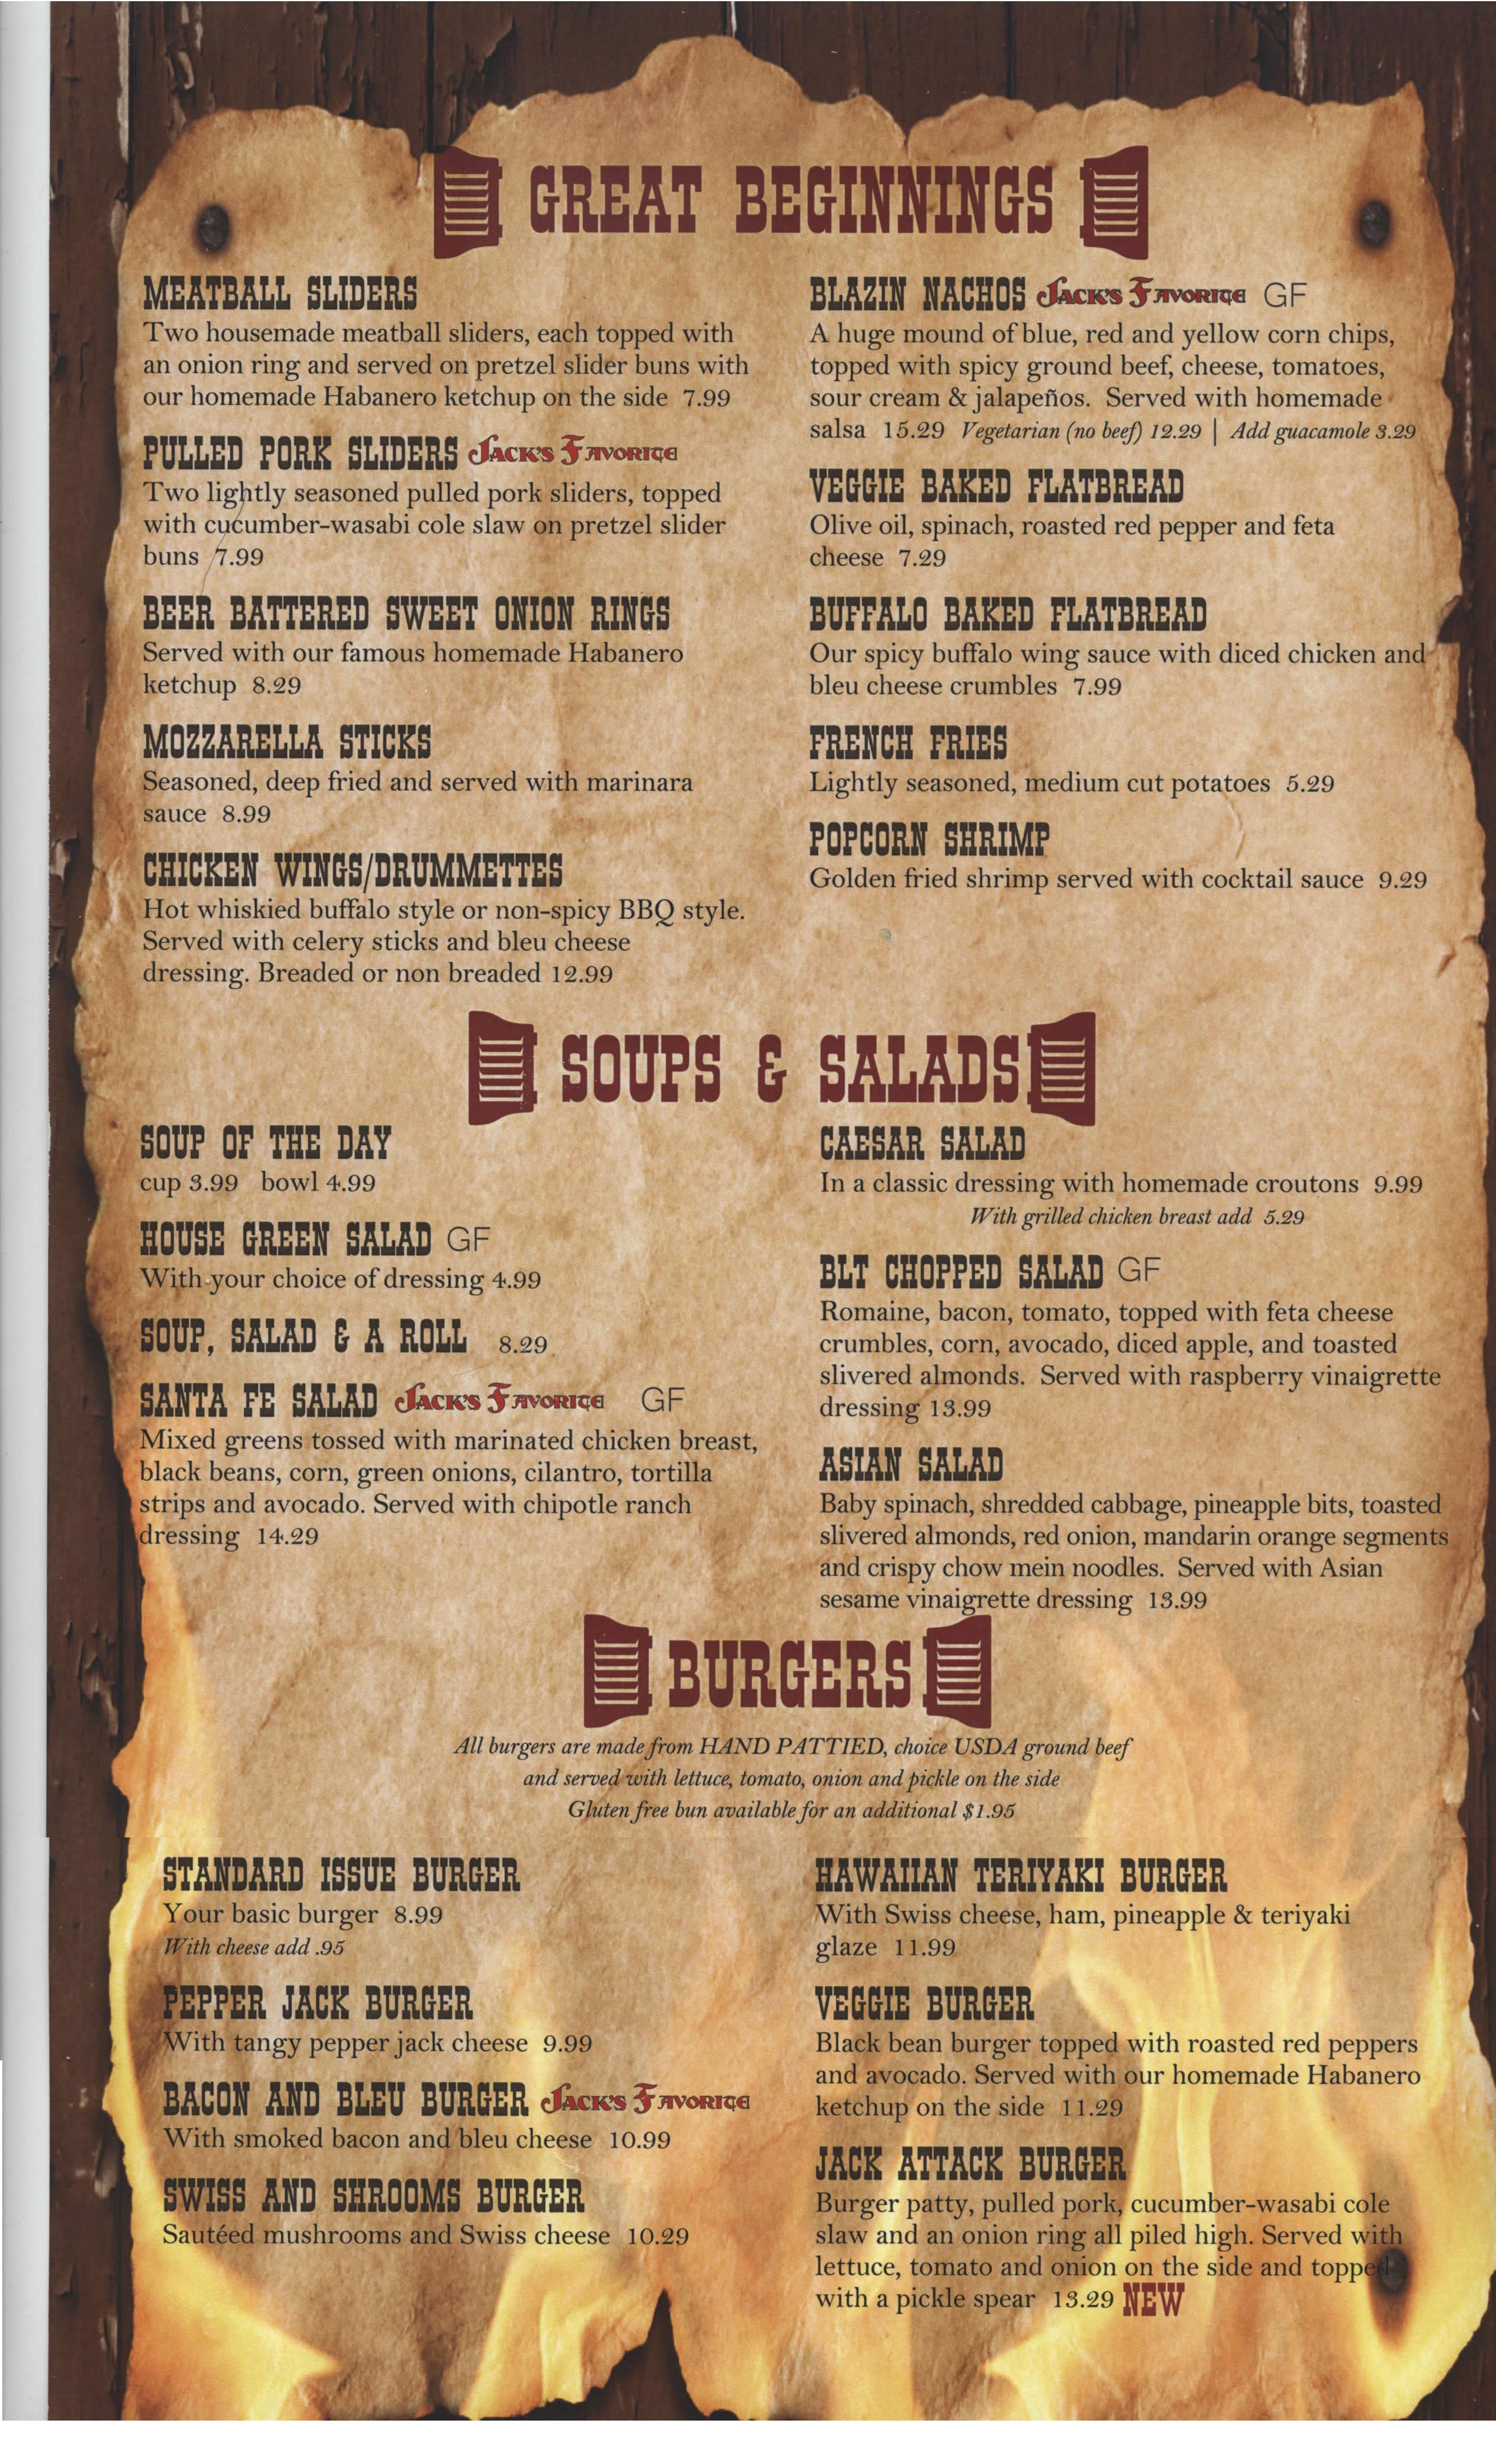 GREAT BEGINNINGS
MEATBALL SLIDERS
Two housemade meatball sliders, each topped with
an onion ring and served on pretzel slider buns with
our homemade Habanero ketchup on the side 7.99
PULLED PORK SLIDERS JACK'S FAVORITE
Two lightly seasoned pulled pork sliders, topped
with cucumber-wasabi cole slaw on pretzel slider
buns 7.99
BEER BATTERED SWEET ONION RINGS
Served with our famous homemade Habanero
ketchup 8.29
MOZZARELLA STICKS
Seasoned, deep fried and served with marinara
sauce 8.99
CHICKEN WINGS/DRUMMETTES
Hot whiskied buffalo style or non-spicy BBQ style.
Served with celery sticks and bleu cheese
dressing. Breaded or non breaded 12.99
BLAZIN NACHOS JACK'S FAVORITE GF
A huge mound of blue, red and yellow corn chips,
topped with spicy ground beef, cheese, tomatoes,
sour cream & jalapeños. Served with homemade
salsa 15.29 Vegetarian (no beef) 12.29 | Add guacamole 3.29
VEGGIE BAKED FLATBREAD
Olive oil, spinach, roasted red pepper and feta
cheese 7.29
BUFFALO BAKED FLATBREAD
Our spicy buffalo wing sauce with diced chicken and
bleu cheese crumbles 7.99
FRENCH FRIES
Lightly seasoned, medium cut potatoes 5.29
POPCORN SHRIMP
Golden fried shrimp served with cocktail sauce 9.29
SOUPS & SALADS
SOUP OF THE DAY
cup 3.99 bowl 4.99
HOUSE GREEN SALAD GF
With your choice of dressing 4.99
SOUP, SALAD & A ROLL 8.29
SANTA FE SALAD JACK'S FAVORITE GF
Mixed greens tossed with marinated chicken breast,
black beans, corn, green onions, cilantro, tortilla
strips and avocado. Served with chipotle ranch
dressing 14.29
CAESAR SALAD
In a classic dressing with homemade croutons 9.99
With grilled chicken breast add 5.29
BLT CHOPPED SALAD GF
Romaine, bacon, tomato, topped with feta cheese
crumbles, corn, avocado, diced apple, and toasted
slivered almonds. Served with raspberry vinaigrette
dressing 13.99
ASIAN SALAD
Baby spinach, shredded cabbage, pineapple bits, toasted
slivered almonds, red onion, mandarin orange segments
and crispy chow mein noodles. Served with Asian
sesame vinaigrette dressing 13.99
BURGERS
All burgers are made from HAND PATTIED, choice USDA ground beef
and served with lettuce, tomato, onion and pickle on the side
Gluten free bun available for an additional $1.95
STANDARD ISSUE BURGER
Your basic burger 8.99
With cheese add .95
PEPPER JACK BURGER
With tangy pepper jack cheese 9.99
BACON AND BLEU BURGER JACK'S FAVORITE
With smoked bacon and bleu cheese 10.99
SWISS AND SHROOMS BURGER
Sautéed mushrooms and Swiss cheese 10.29
HAWAIIAN TERIYAKI BURGER
With Swiss cheese, ham, pineapple & teriyaki
glaze 11.99
VEGGIE BURGER
Black bean burger topped with roasted red peppers
and avocado. Served with our homemade Habanero
ketchup on the side 11.29
JACK ATTACK BURGER
Burger patty, pulled pork, cucumber-wasabi cole
slaw and an onion ring all piled high. Served with
lettuce, tomato and onion on the side and topped
with a pickle spear 13.29 NEW